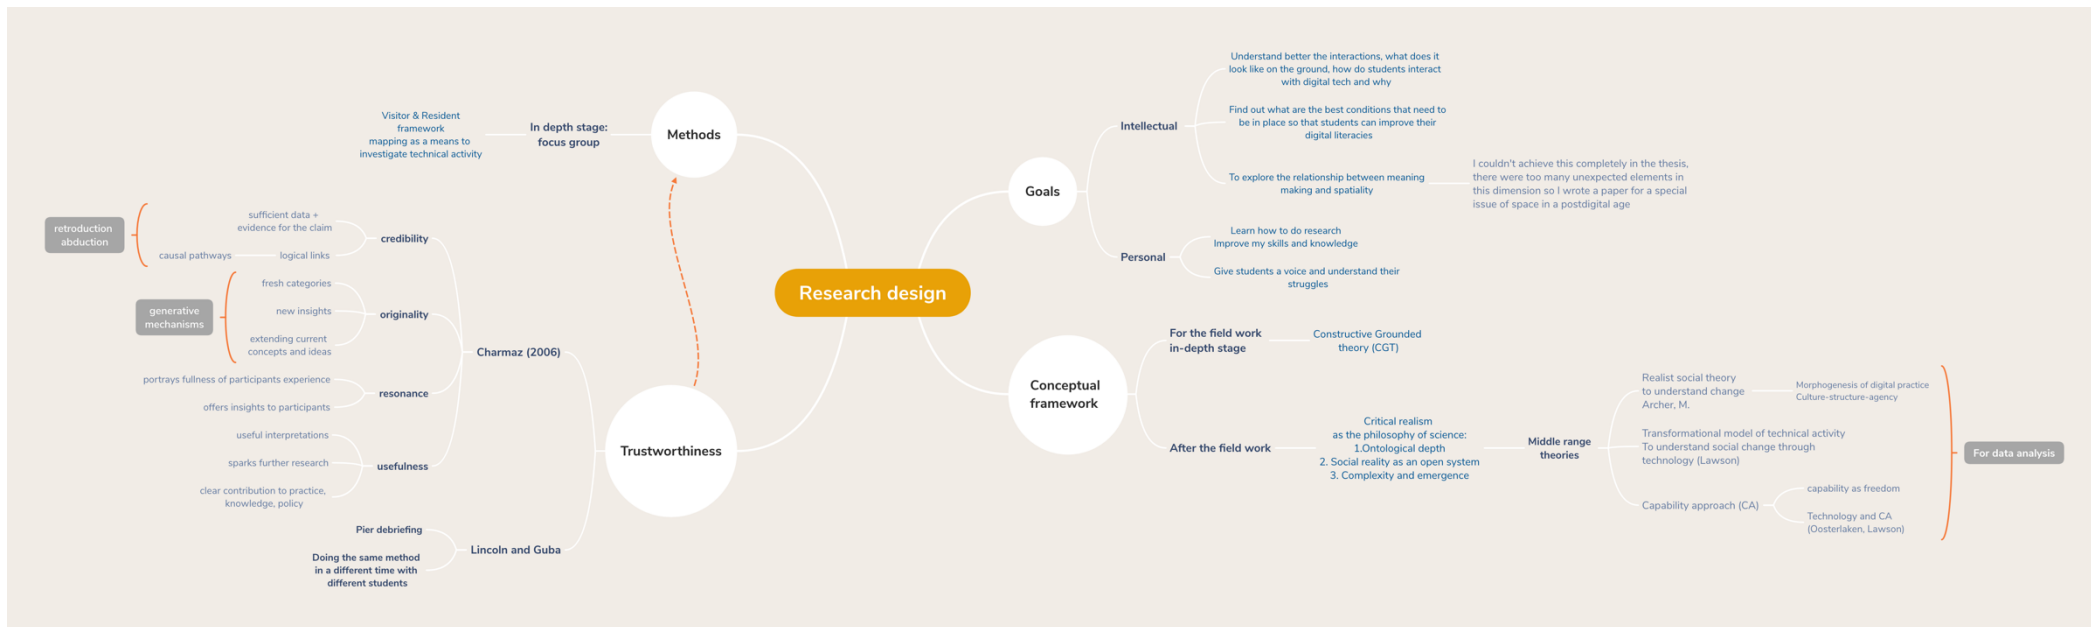 Research design
Methods
In depth stage:
focus group
Visitor & Resident
framework
mapping as a means to
investigate technical activity
Trustworthiness
Charmaz (2006)
credibility
sufficient data +
evidence for the claim
logical links
causal pathways
retroduction
abduction
originality
fresh categories
new insights
extending current
concepts and ideas
generative
mechanisms
resonance
portrays fullness of participants experience
offers insights to participants
usefulness
useful interpretations
sparks further research
clear contribution to practice,
knowledge, policy
Lincoln and Guba
Pier debriefing
Doing the same method
in a different time with
different students
Goals
Intellectual
Understand better the interactions, what does it
look like on the ground, how do students interact
with digital tech and why
Find out what are the best conditions that need to
be in place so that students can improve their
digital literacies
To explore the relationship between meaning
making and spatiality
I couldn't achieve this completely in the thesis,
there were too many unexpected elements in
this dimension so I wrote a paper for a special
issue of space in a postdigital age
Personal
Learn how to do research
Improve my skills and knowledge
Give students a voice and understand their
struggles
Conceptual
framework
For the field work
in-depth stage
Constructive Grounded
theory (CGT)
After the field work
Critical realism
as the philosophy of science:
1.Ontological depth
2. Social reality as an open system
3. Complexity and emergence
Middle range
theories
Realist social theory
to understand change
Archer, M.
Morphogenesis of digital practice
Culture-structure-agency
Transformational model of technical activity
To understand social change through
technology (Lawson)
Capability approach (CA)
capability as freedom
Technology and CA
(Oosterlaken, Lawson)
For data analysis